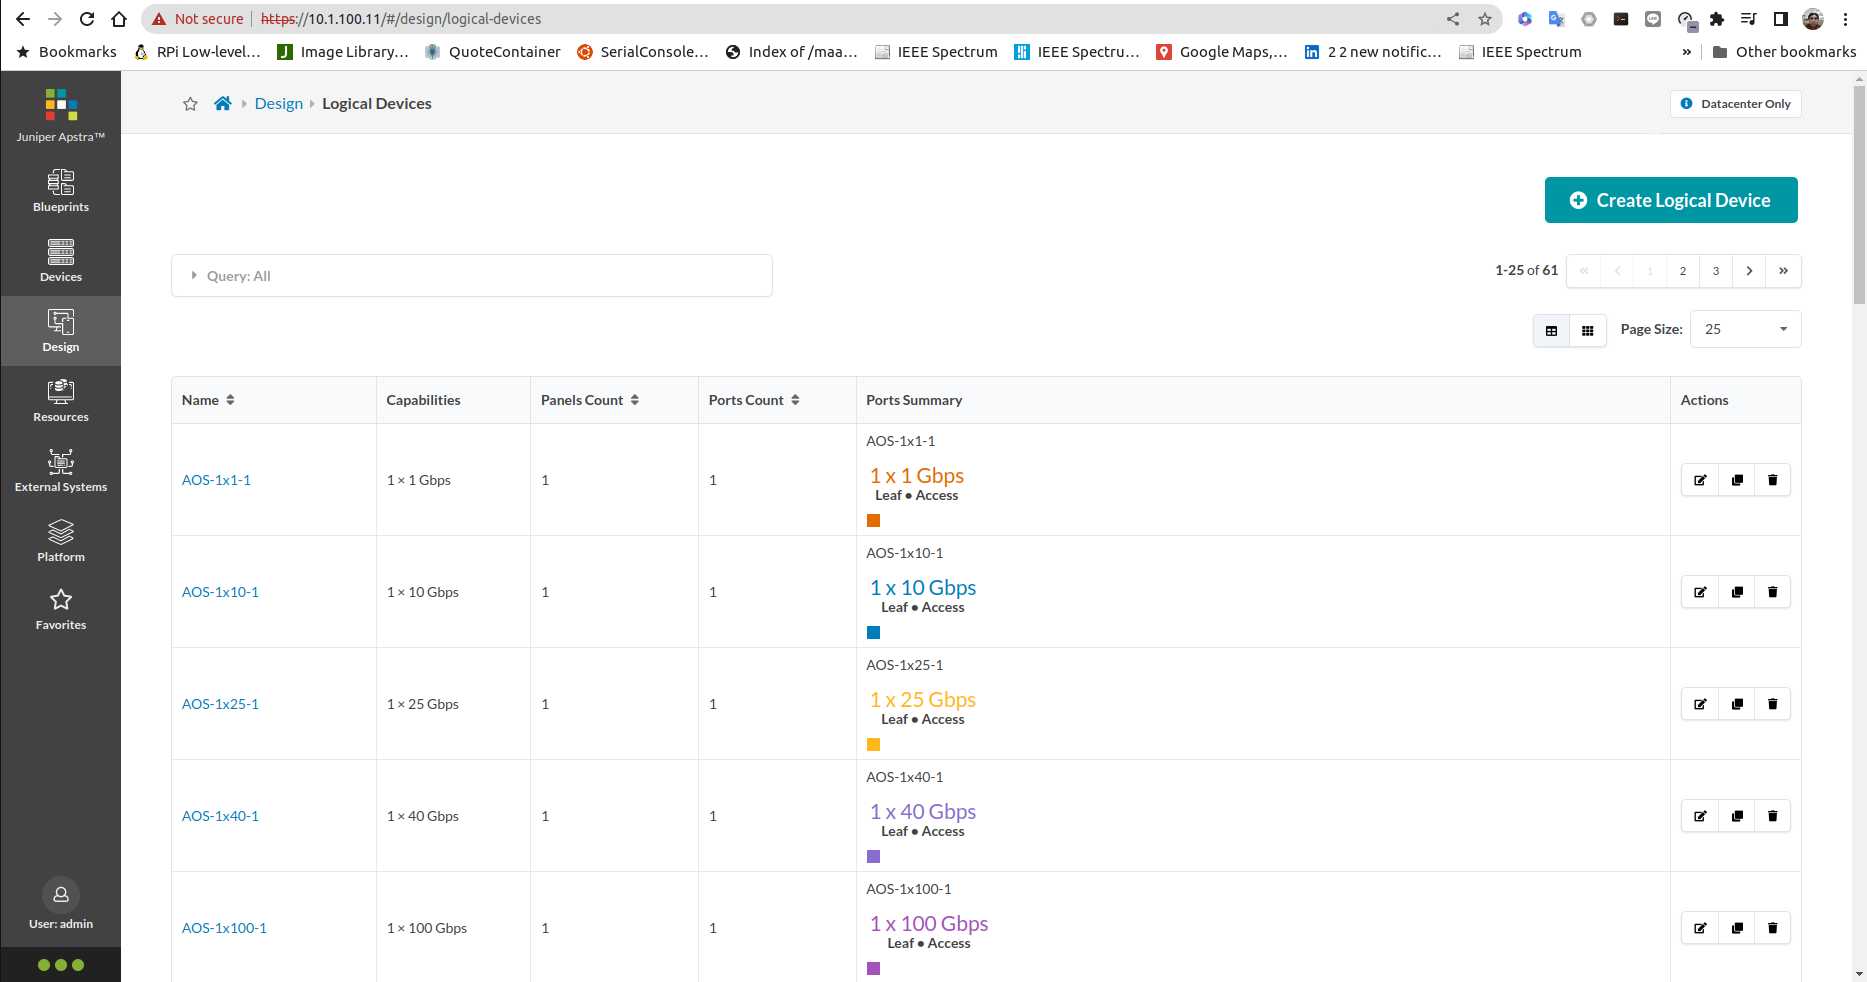 Not secure https://10.1.100.11/#/design/logical-devices
Bookmarks RPi Low-level... Image Library... QuoteContainer SerialConsole... Index of /maa... IEEE Spectrum IEEE Spectru... Google Maps,... 2 2 new notific... IEEE Spectrum » Other bookmarks
Juniper Apstra™
Blueprints
Devices
Design
Resources
External Systems
Platform
Favorites
User: admin
Design Logical Devices
Datacenter Only
Create Logical Device
Query: All
1-25 of 61 « ‹ 1 2 3 › »
Page Size: 25
Name Capabilities Panels Count Ports Count Ports Summary Actions
AOS-1x1-1
AOS-1x1-1 1 × 1 Gbps 1 1 1 x 1 Gbps
Leaf • Access
AOS-1x10-1
AOS-1x10-1 1 × 10 Gbps 1 1 1 x 10 Gbps
Leaf • Access
AOS-1x25-1
AOS-1x25-1 1 × 25 Gbps 1 1 1 x 25 Gbps
Leaf • Access
AOS-1x40-1
AOS-1x40-1 1 × 40 Gbps 1 1 1 x 40 Gbps
Leaf • Access
AOS-1x100-1
AOS-1x100-1 1 × 100 Gbps 1 1 1 x 100 Gbps
Leaf • Access